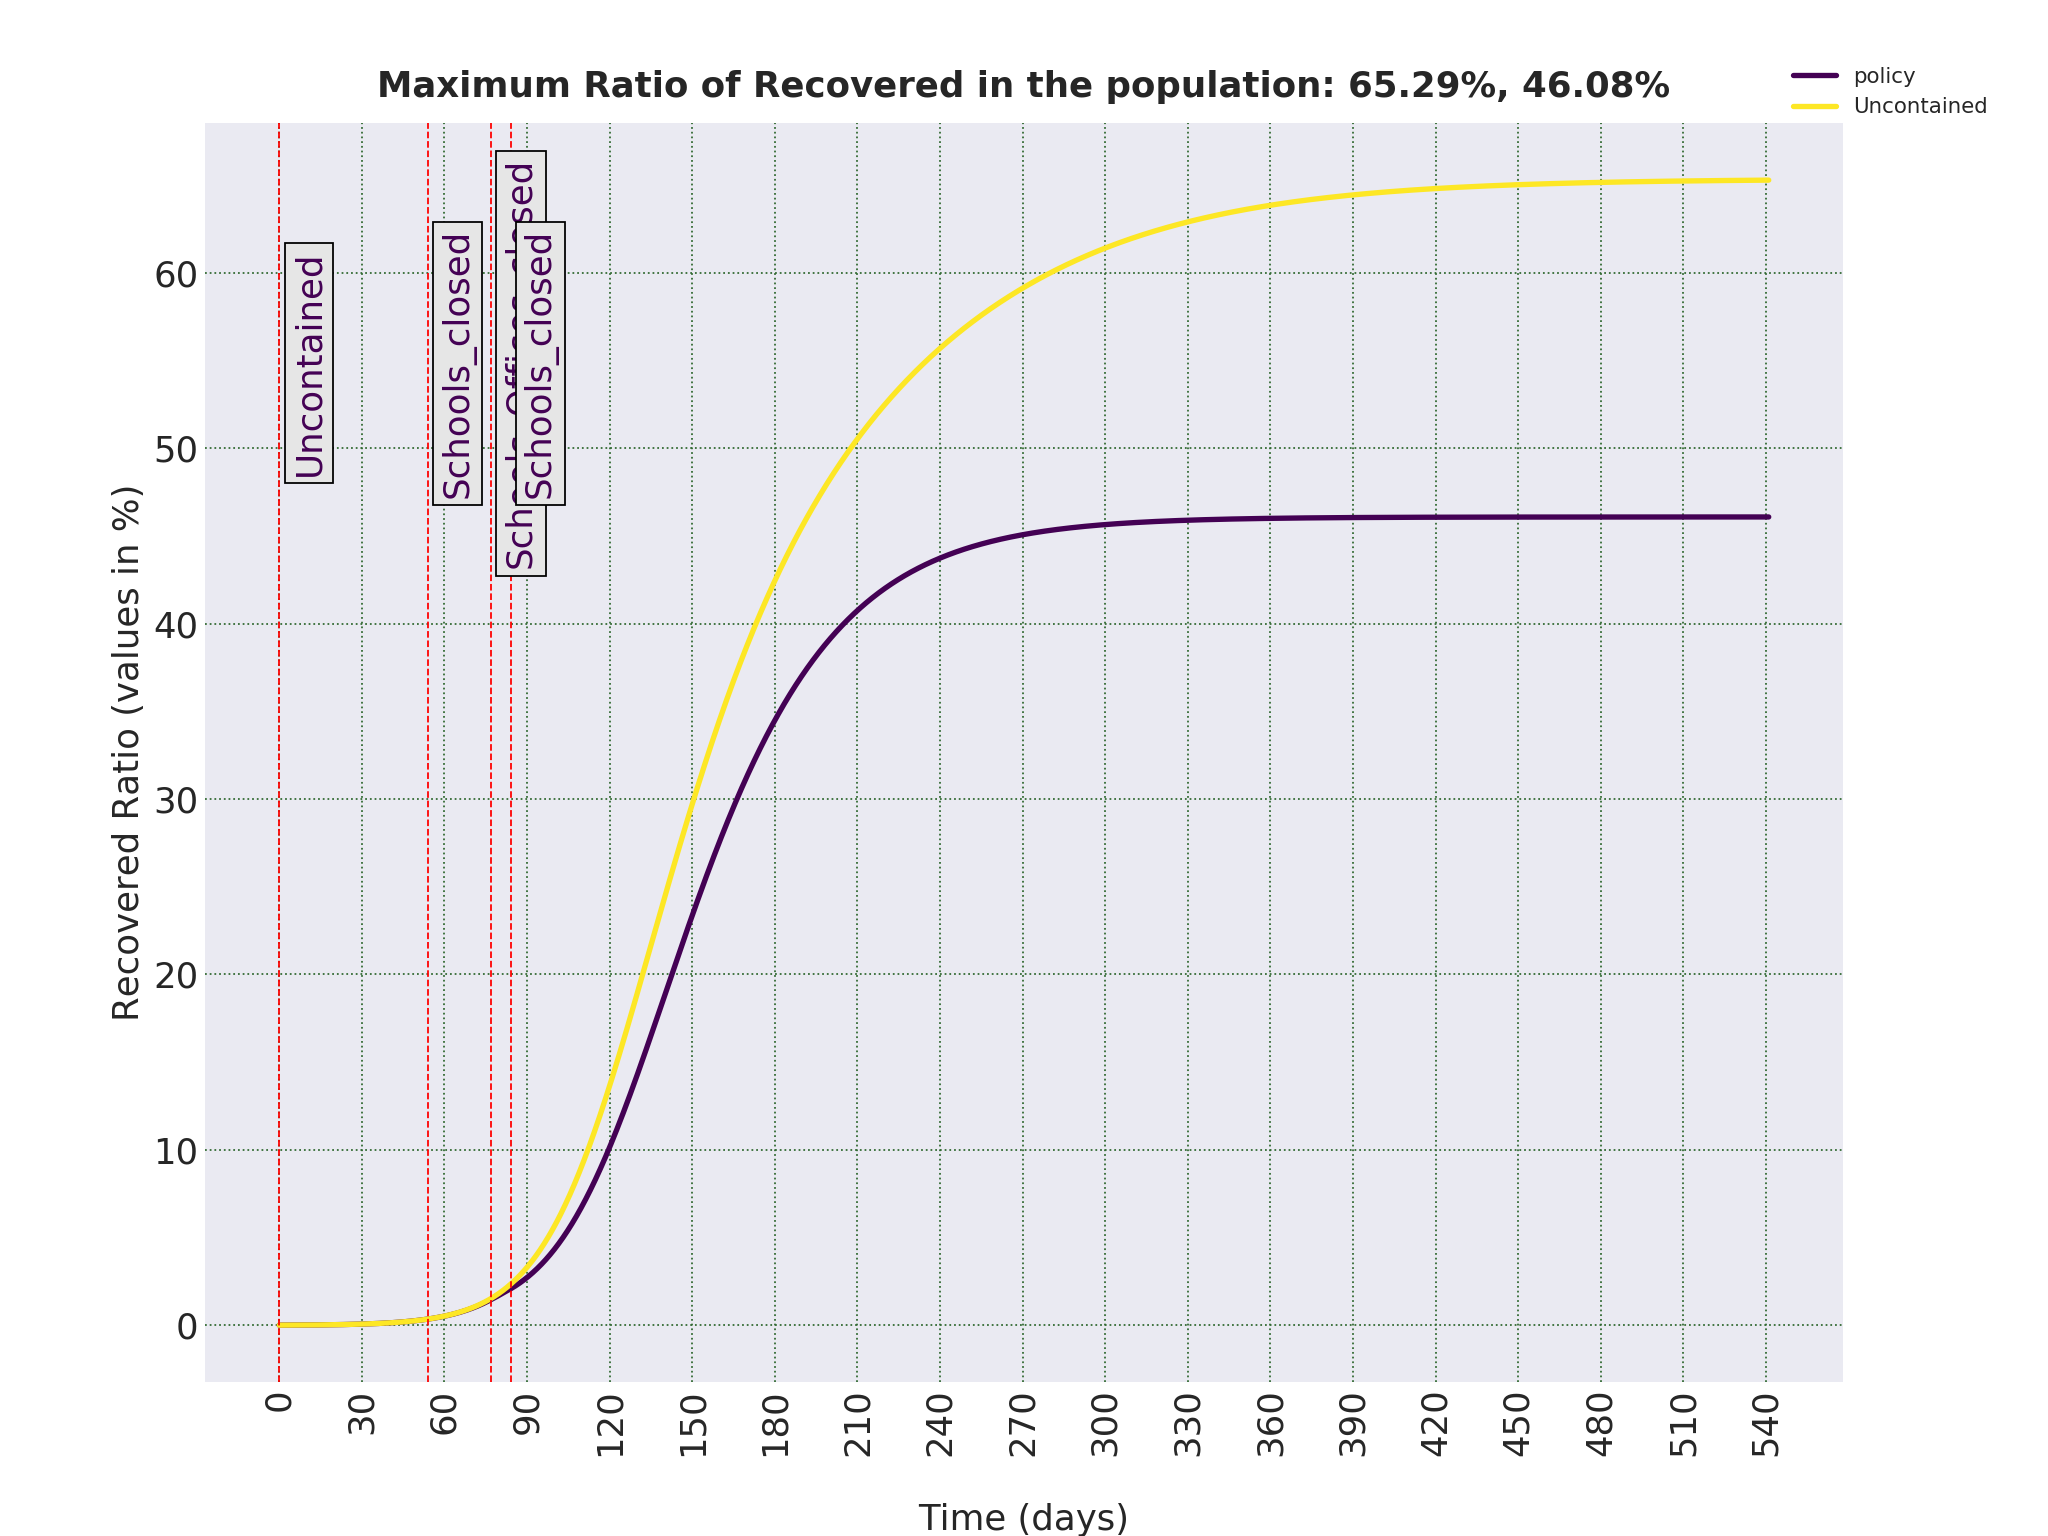 Maximum Ratio of Recovered in the population: 65.29%, 46.08%
policy
Uncontained
Uncontained
Schools_closed
Schools_closed
Recovered Ratio (values in %)
60
50
40
30
20
10
0
0 30 60 90 120 150 180 210 240 270 300 330 360 390 420 450 480 510 540
Time (days)